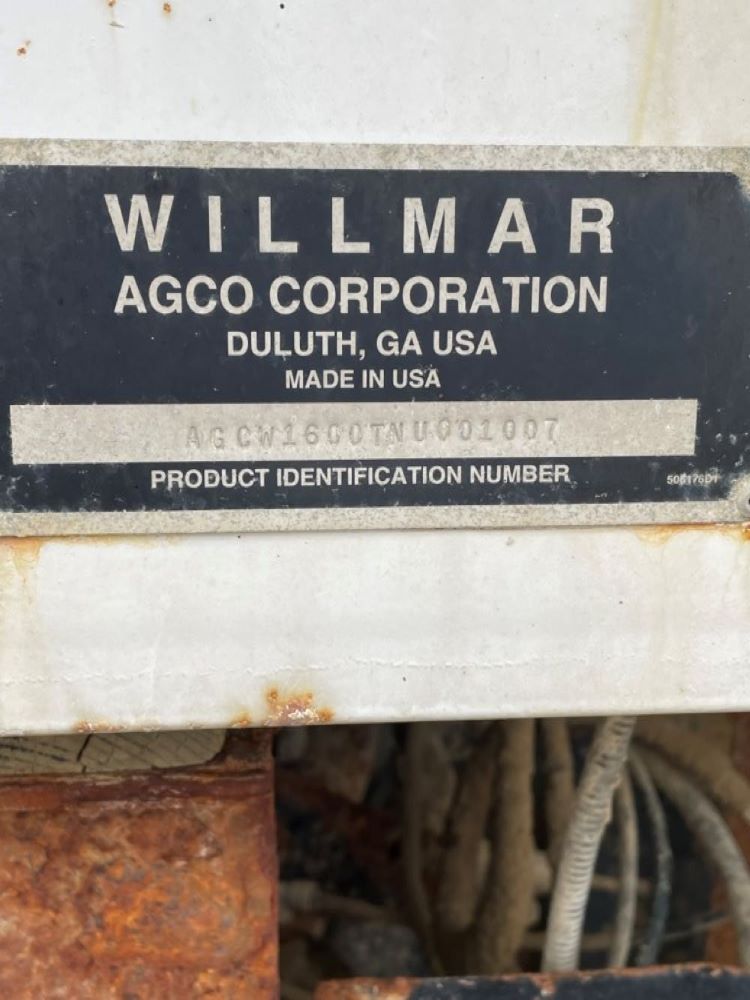 WILLMAR
AGCO CORPORATION
DULUTH, GA USA
MADE IN USA
AGCW1600TNU001007
PRODUCT IDENTIFICATION NUMBER